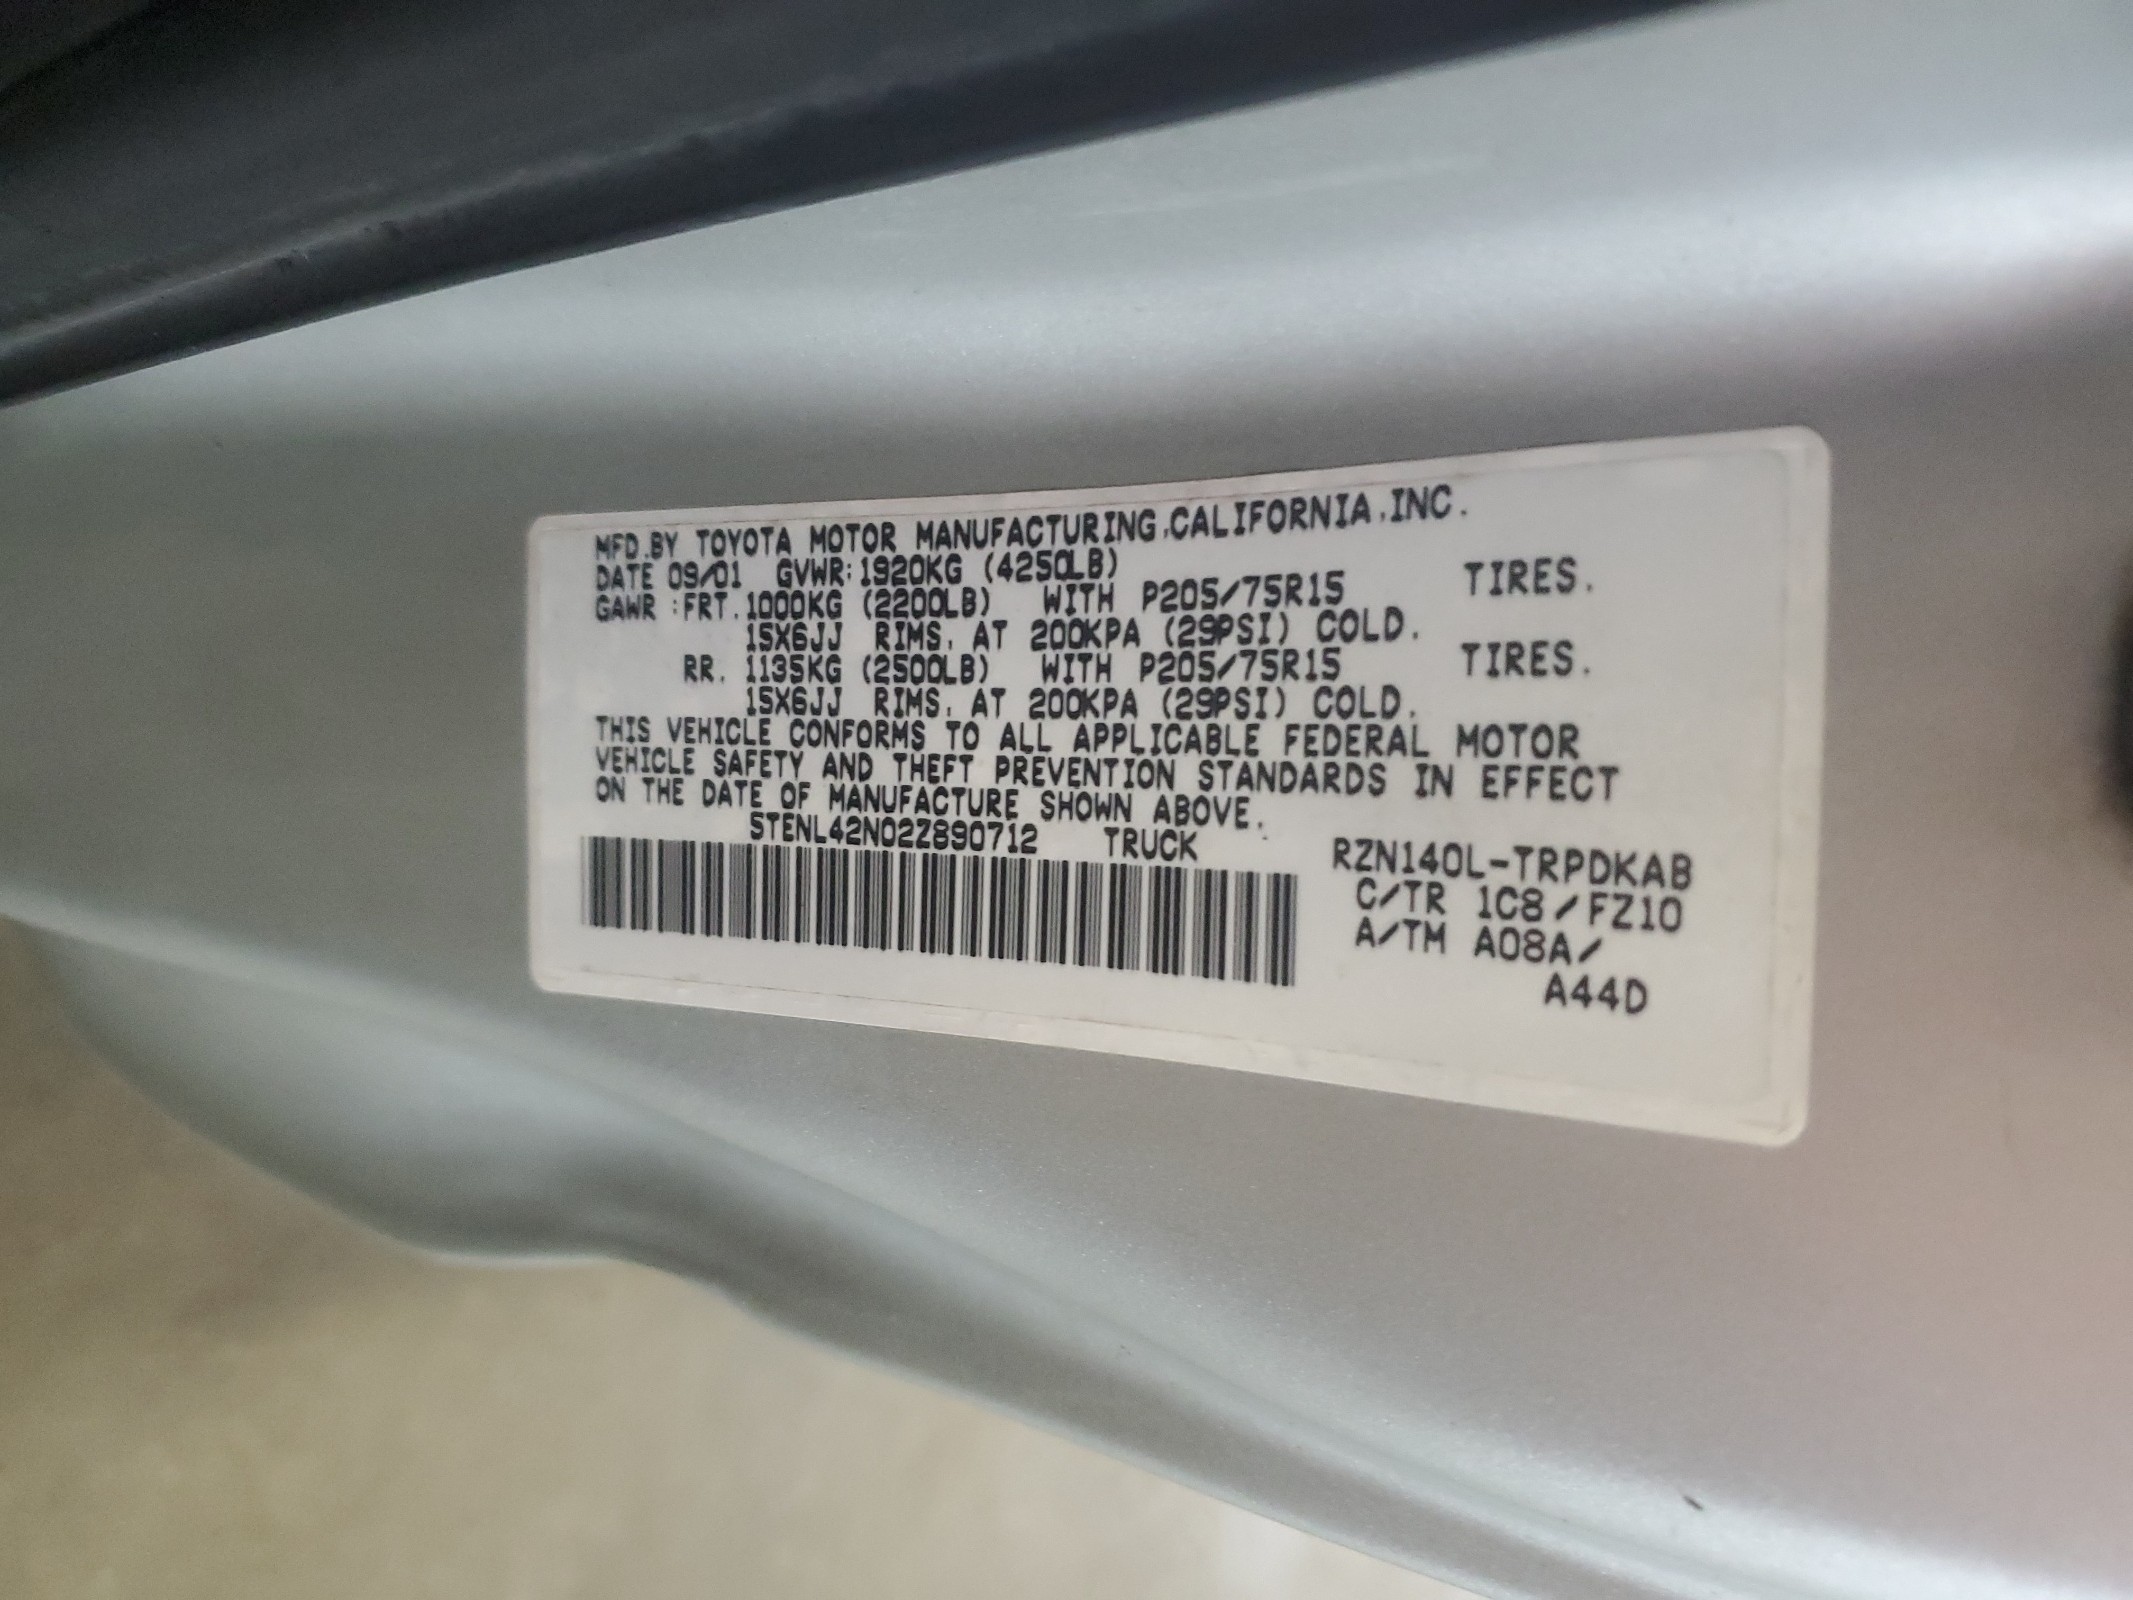 MFD.BY TOYOTA MOTOR MANUFACTURING,CALIFORNIA,INC.
DATE 09/01 GVWR:1920KG (4250LB)
GAWR :FRT.1000KG (2200LB) WITH P205/75R15 TIRES.
15X6JJ RIMS, AT 200KPA (29PSI) COLD.
RR. 1135KG (2500LB) WITH P205/75R15 TIRES.
15X6JJ RIMS, AT 200KPA (29PSI) COLD.
THIS VEHICLE CONFORMS TO ALL APPLICABLE FEDERAL MOTOR
VEHICLE SAFETY AND THEFT PREVENTION STANDARDS IN EFFECT
ON THE DATE OF MANUFACTURE SHOWN ABOVE.
5TENL42N02Z890712 TRUCK
RZN140L-TRPDKAB
C/TR 1C8/FZ10
A/TM A08A/
A44D